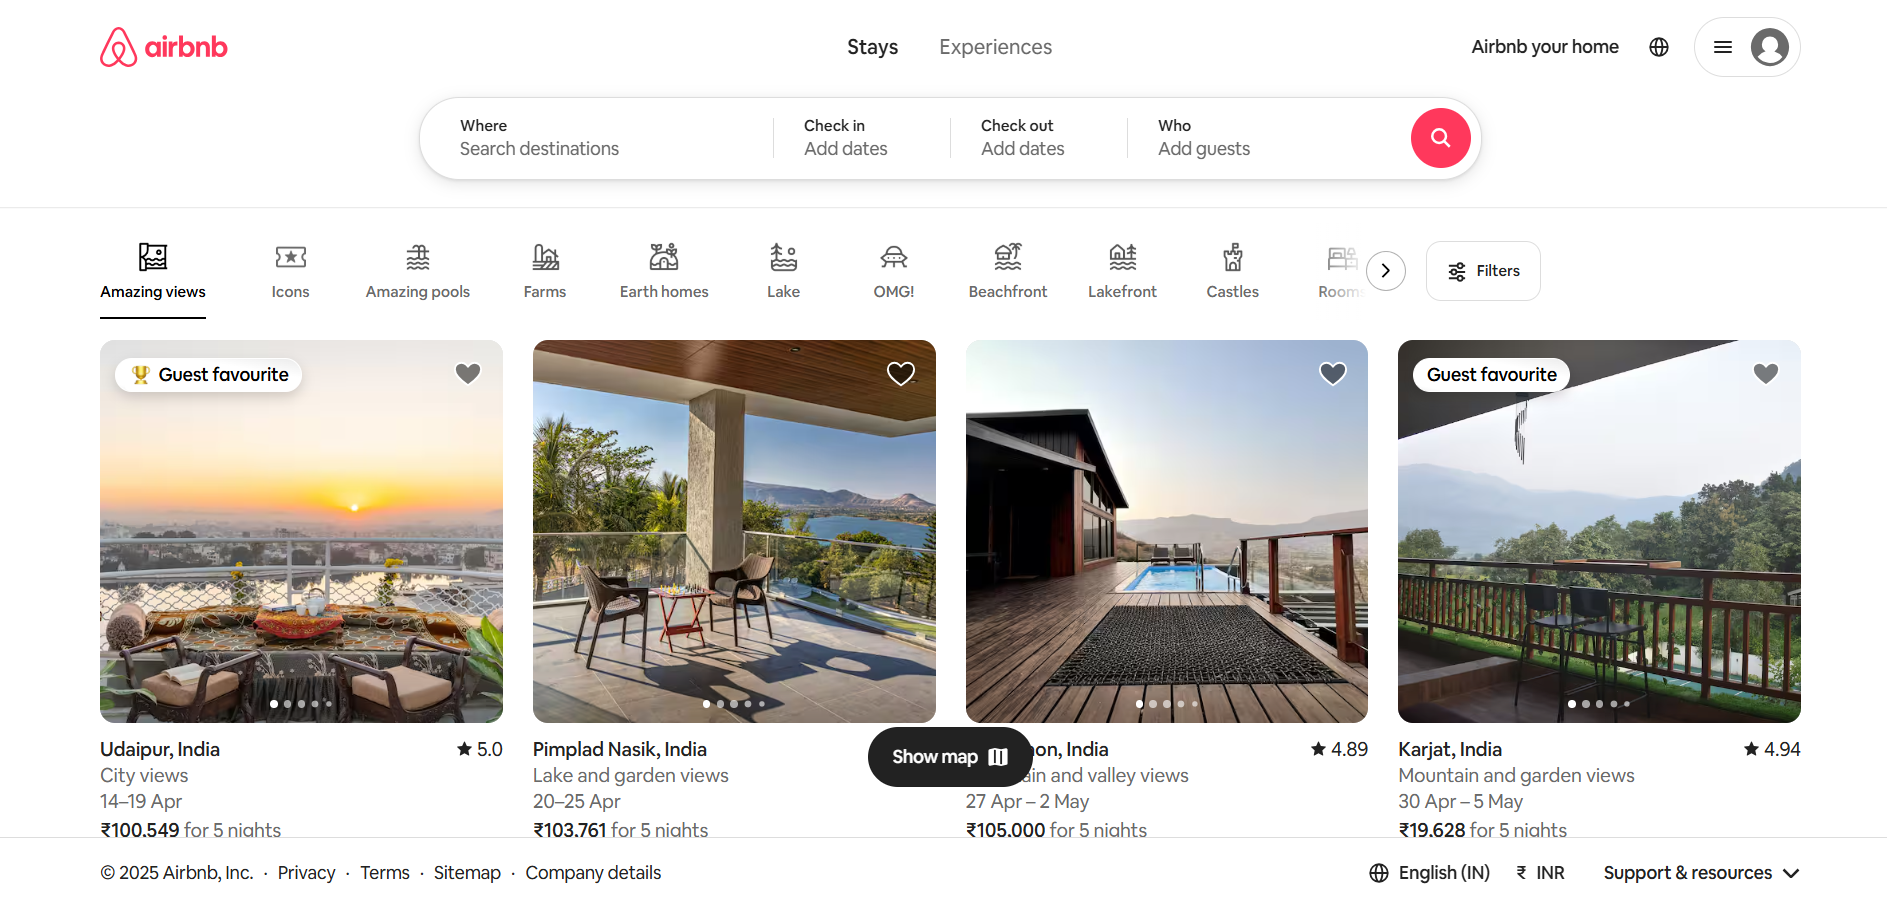 airbnb
Stays
Experiences
Airbnb your home
Where
Search destinations
Check in
Add dates
Check out
Add dates
Who
Add guests
Amazing views
Icons
Amazing pools
Farms
Earth homes
Lake
OMG!
Beachfront
Lakefront
Castles
Rooms
Filters
Guest favourite
Guest favourite
Udaipur, India
5.0
City views
14–19 Apr
₹100,549 for 5 nights
Pimplad Nasik, India
Lake and garden views
20–25 Apr
₹103,761 for 5 nights
Show map
India
4.89
and valley views
27 Apr – 2 May
₹105,000 for 5 nights
Karjat, India
4.94
Mountain and garden views
30 Apr – 5 May
₹19,628 for 5 nights
© 2025 Airbnb, Inc. · Privacy · Terms · Sitemap · Company details
English (IN)
₹ INR
Support & resources